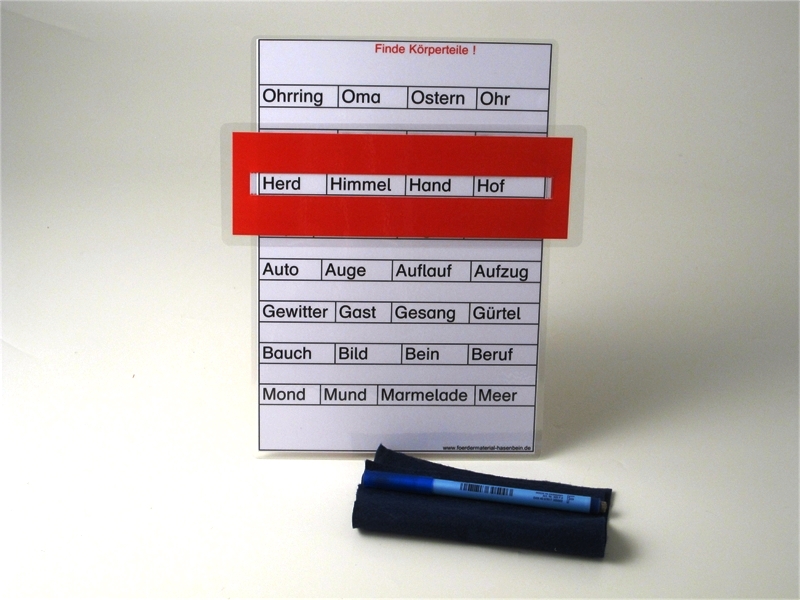 Finde Körperteile !
Ohrring Oma Ostern Ohr
Herd Himmel Hand Hof
Auto Auge Auflauf Aufzug
Gewitter Gast Gesang Gürtel
Bauch Bild Bein Beruf
Mond Mund Marmelade Meer
www.foerdermaterial-hasenbein.de